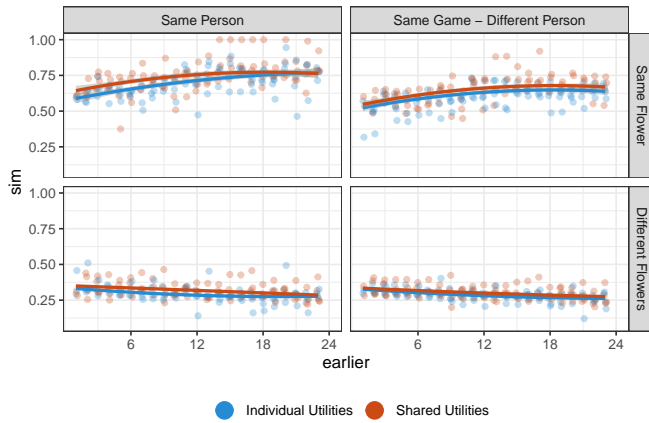 Same Person
Same Game – Different Person
1.00
0.75
0.50
0.25
Same Flower
sim
1.00
0.75
0.50
0.25
Different Flowers
6
12
18
24
6
12
18
24
earlier
Individual Utilities
Shared Utilities